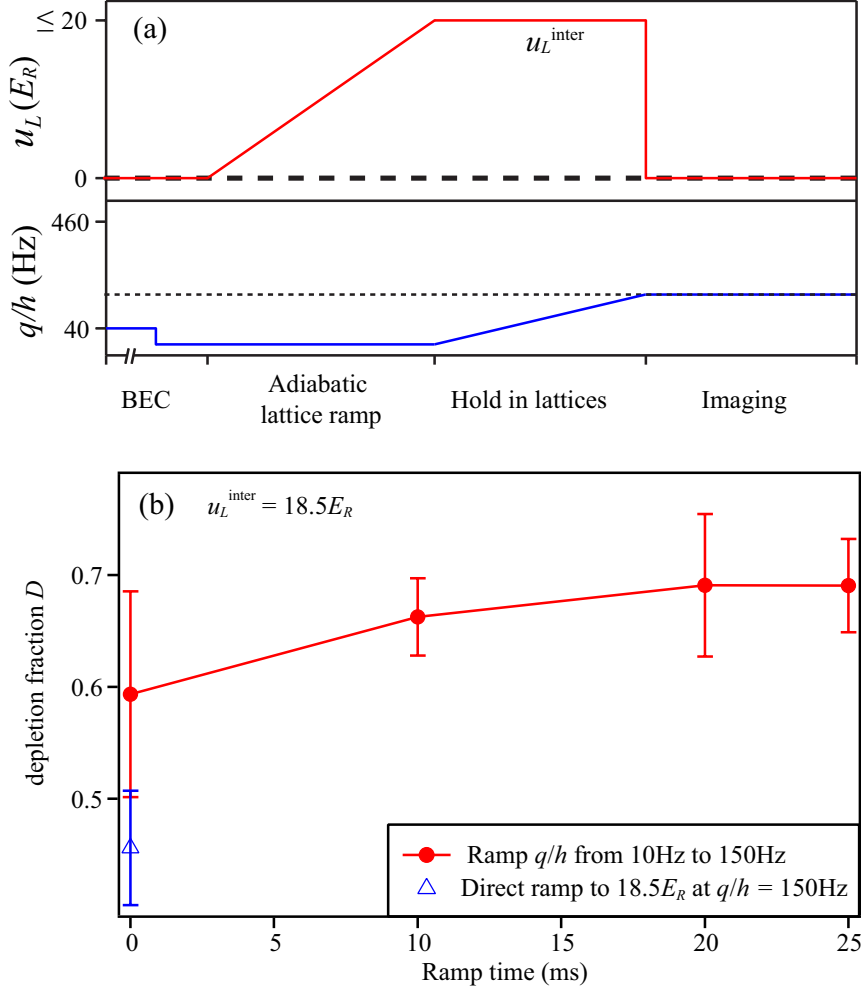 (a)
≤20
0
u_L (E_R)
u_L^inter
460
40
q/h (Hz)
BEC
Adiabatic
lattice ramp
Hold in lattices
Imaging
(b)
u_L^inter = 18.5E_R
0.7
0.6
0.5
depletion fraction D
Ramp q/h from 10Hz to 150Hz
Direct ramp to 18.5E_R at q/h = 150Hz
0
5
10
15
20
25
Ramp time (ms)